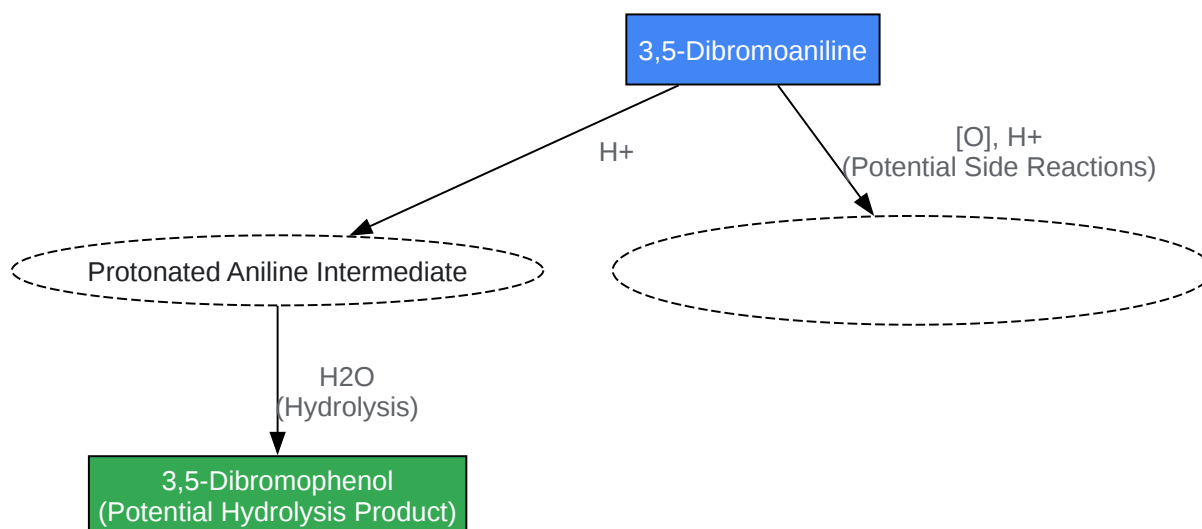 3,5-Dibromoaniline
H+
[O], H+
(Potential Side Reactions)
Protonated Aniline Intermediate
H2O
(Hydrolysis)
3,5-Dibromophenol
(Potential Hydrolysis Product)